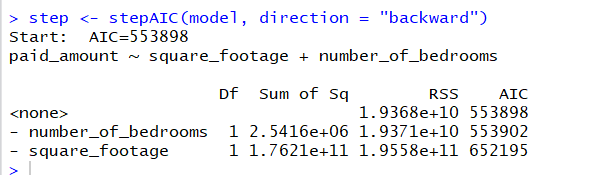 > step <- stepAIC(model, direction = "backward")
Start:  AIC=553898
paid_amount ~ square_footage + number_of_bedrooms

                     Df  Sum of Sq        RSS    AIC
<none>                             1.9368e+10 553898
- number_of_bedrooms  1 2.5416e+06 1.9371e+10 553902
- square_footage      1 1.7621e+11 1.9558e+11 652195
>